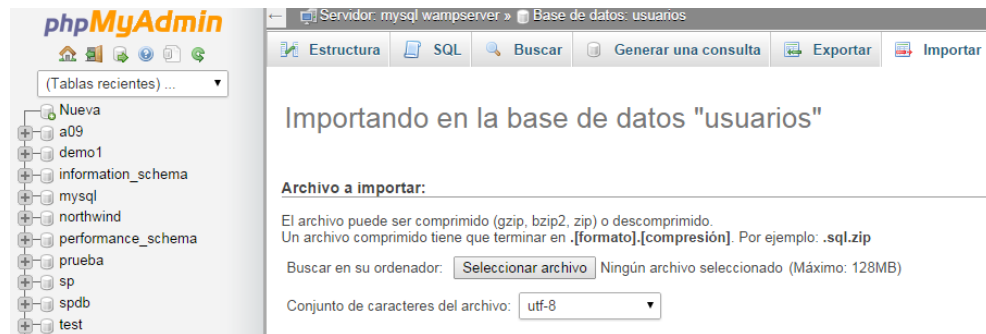 phpMyAdmin
(Tablas recientes) ...
Nueva
a09
demo1
information_schema
mysql
northwind
performance_schema
prueba
sp
spdb
test
Servidor: mysql wampserver » Base de datos: usuarios
Estructura SQL Buscar Generar una consulta Exportar Importar
Importando en la base de datos "usuarios"
Archivo a importar:
El archivo puede ser comprimido (gzip, bzip2, zip) o descomprimido.
Un archivo comprimido tiene que terminar en .[formato].[compresión]. Por ejemplo: .sql.zip
Buscar en su ordenador: Seleccionar archivo Ningún archivo seleccionado (Máximo: 128MB)
Conjunto de caracteres del archivo: utf-8